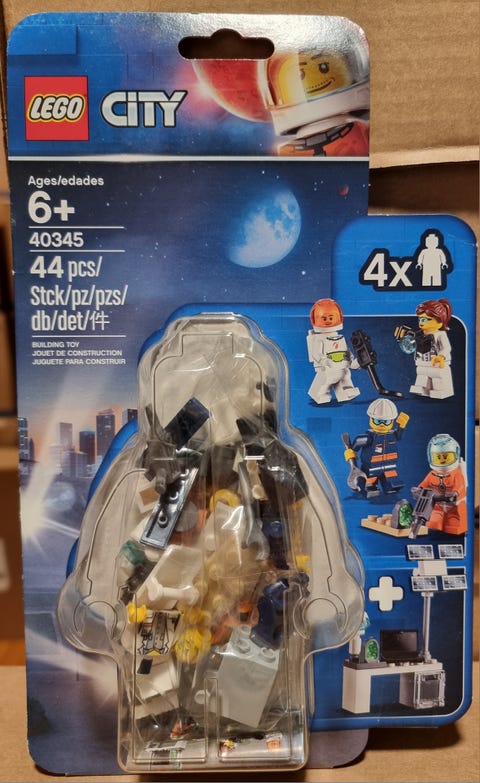 LEGO CITY
Ages/edades
6+
40345
44 pcs/
Stck/pz/pzs/
db/det/件
BUILDING TOY
JOUET DE CONSTRUCTION
JUGUETE PARA CONSTRUIR
4x